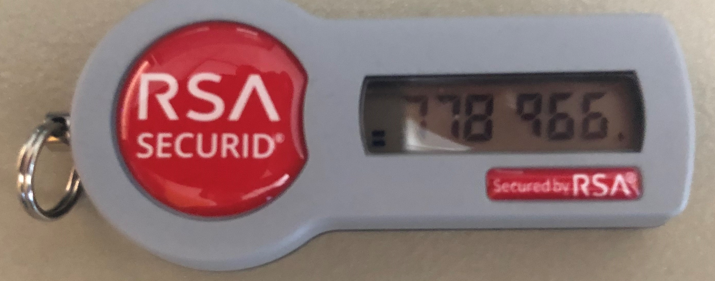 RSA
SECURID®
778 966.
Secured by RSA®